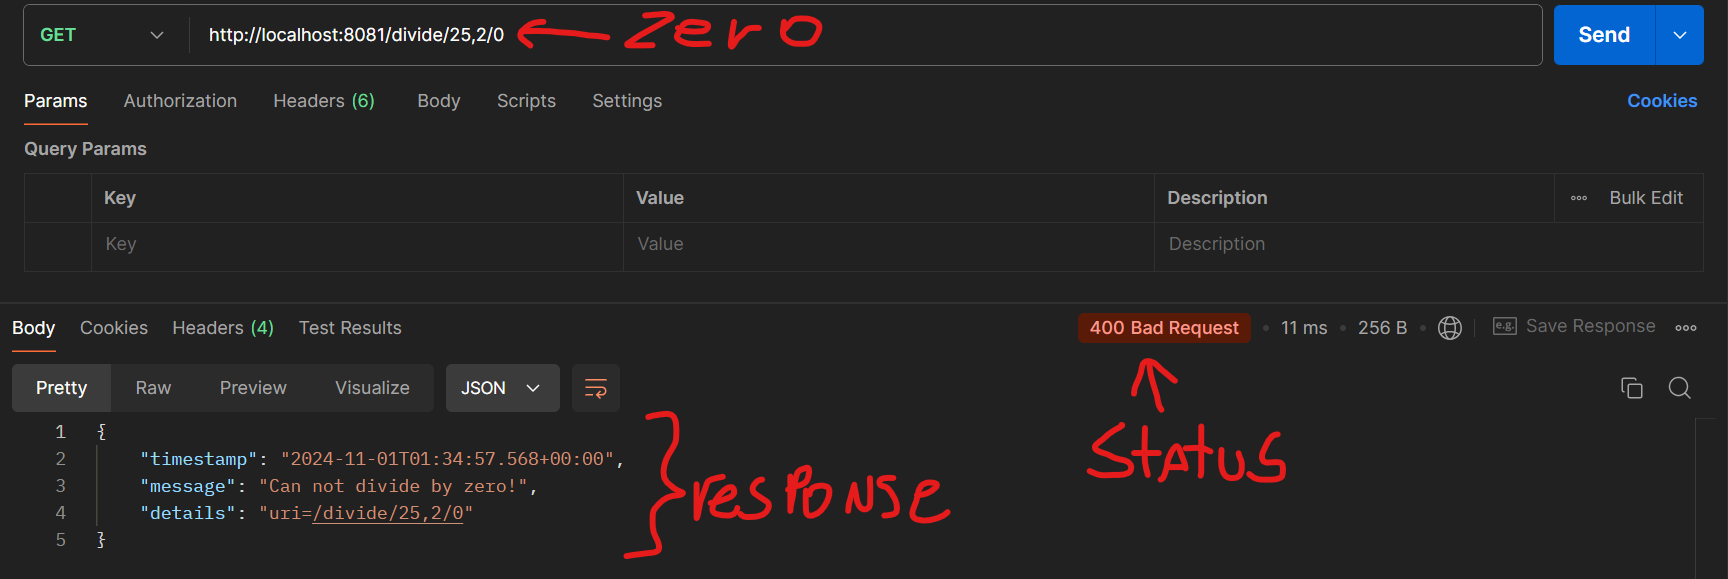 GET http://localhost:8081/divide/25,2/0 zero Send
Params Authorization Headers (6) Body Scripts Settings Cookies
Query Params
Key Value Description Bulk Edit
Key Value Description
Body Cookies Headers (4) Test Results 400 Bad Request 11 ms 256 B e.g. Save Response
Pretty Raw Preview Visualize JSON
STATUS
1 {
2 "timestamp": "2024-11-01T01:34:57.568+00:00",
3 "message": "Can not divide by zero!",
4 "details": "uri=/divide/25,2/0"
5 }
response